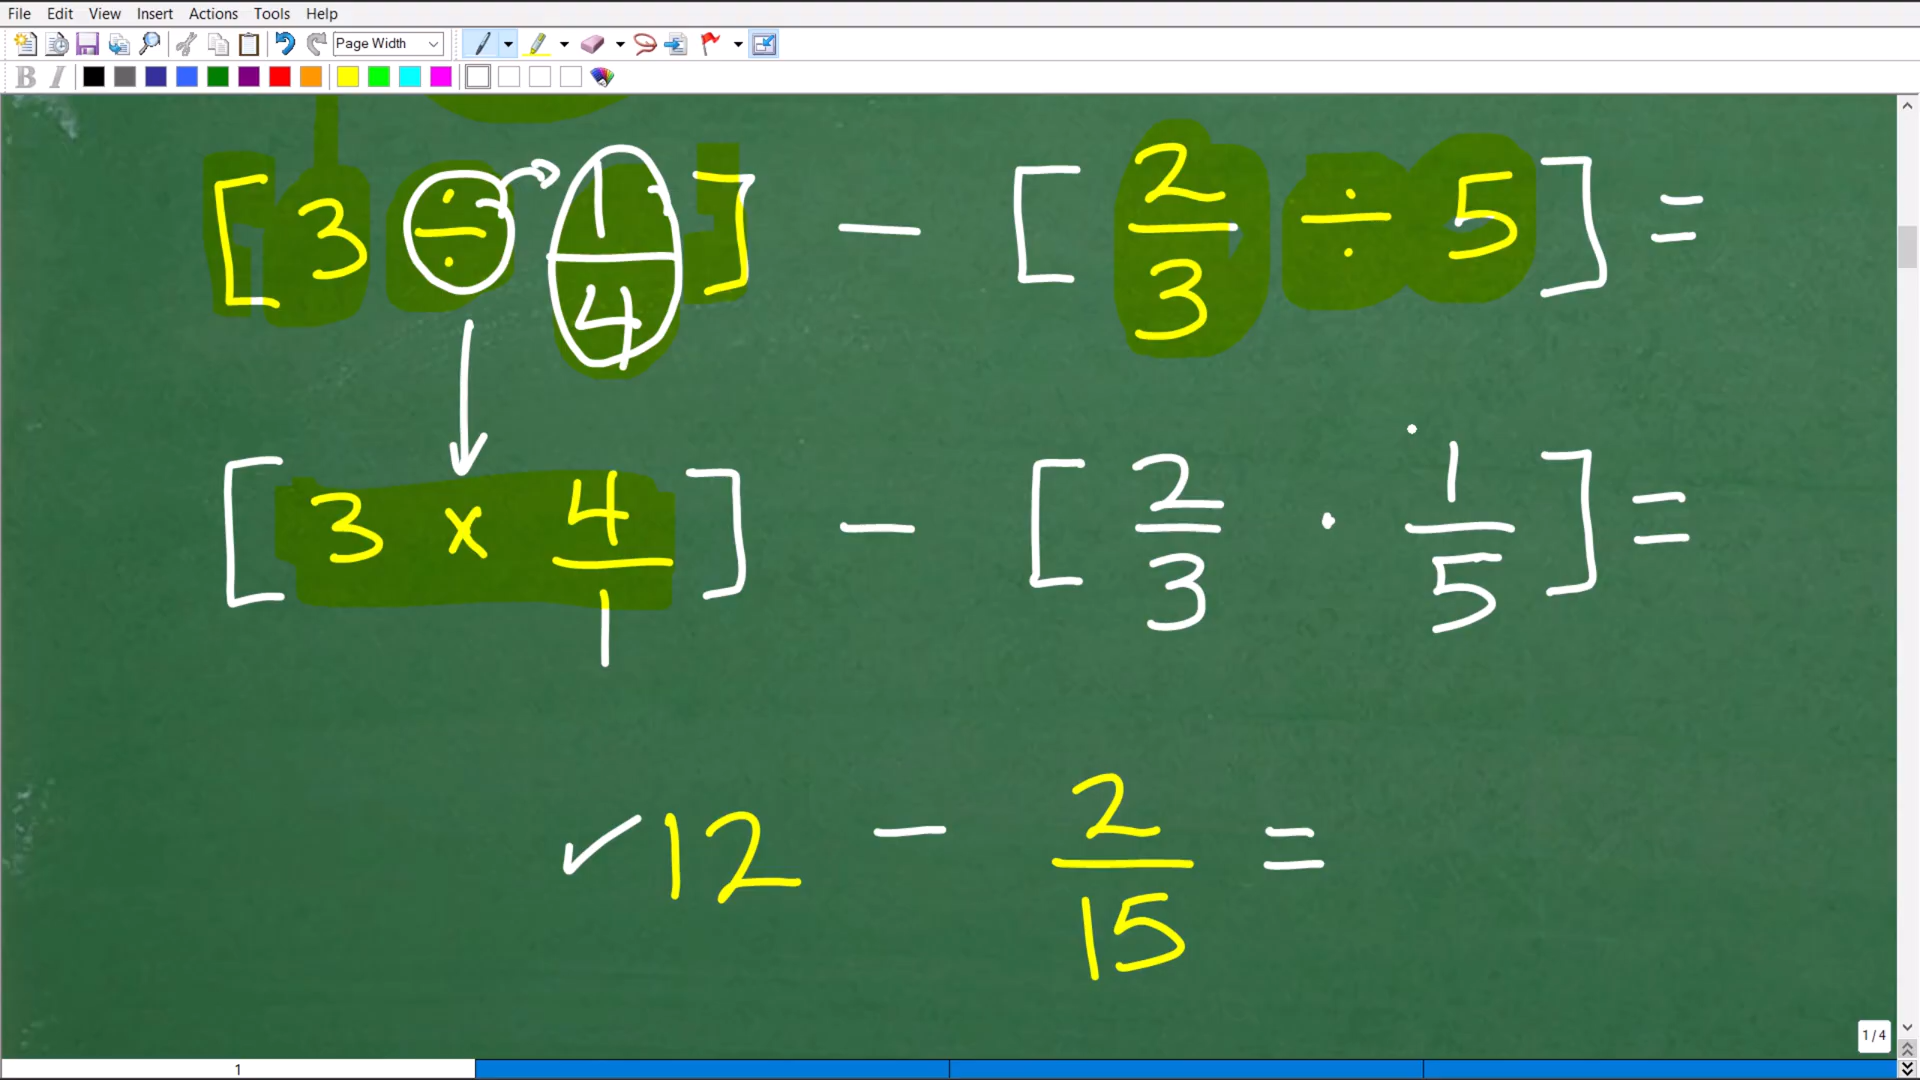 File Edit View Insert Actions Tools Help
Page Width
B I
[ 3 ÷ 1/4 ] − [ 2/3 ÷ 5 ] =
[ 3 x 4/1 ] − [ 2/3 · 1/5 ] =
✓ 12 − 2/15 =
1 / 4
1